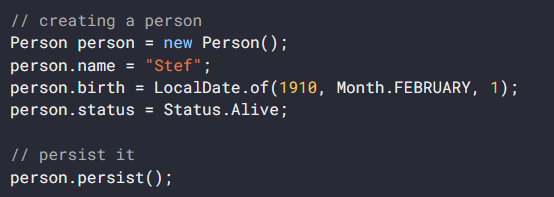 // creating a person
Person person = new Person();
person.name = "Stef";
person.birth = LocalDate.of(1910, Month.FEBRUARY, 1);
person.status = Status.Alive;

// persist it
person.persist();